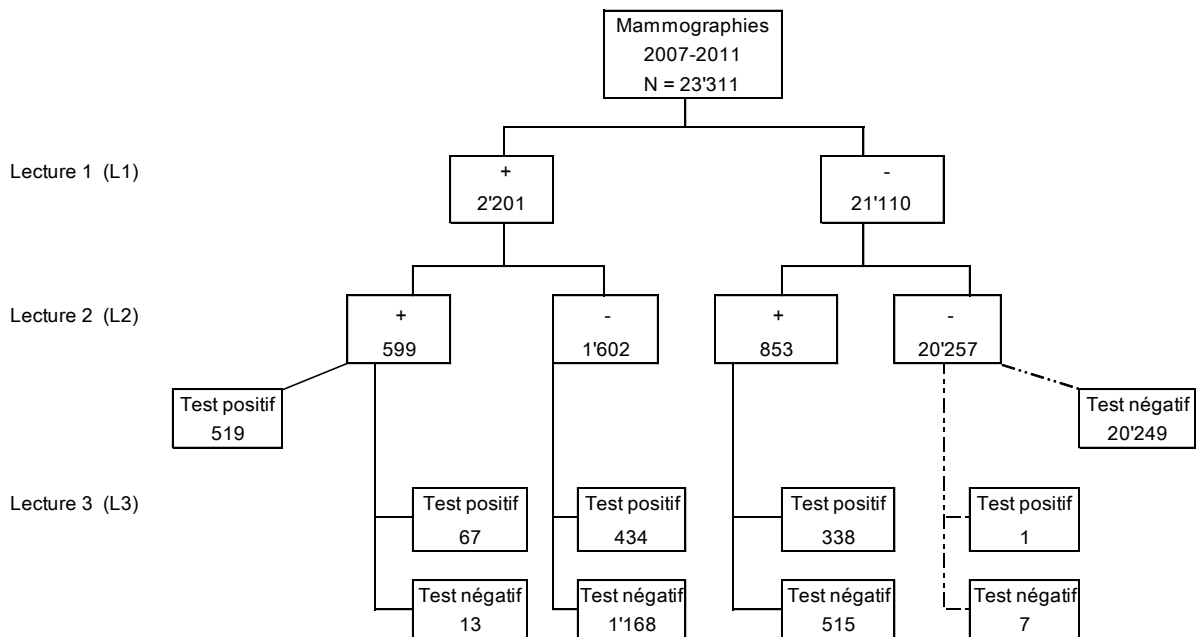 Mammographies
2007-2011
N = 23'311
Lecture 1 (L1)
+
2'201
-
21'110
Lecture 2 (L2)
+
599
-
1'602
+
853
-
20'257
Test positif
519
Test négatif
20'249
Lecture 3 (L3)
Test positif
67
Test positif
434
Test positif
338
Test positif
1
Test négatif
13
Test négatif
1'168
Test négatif
515
Test négatif
7